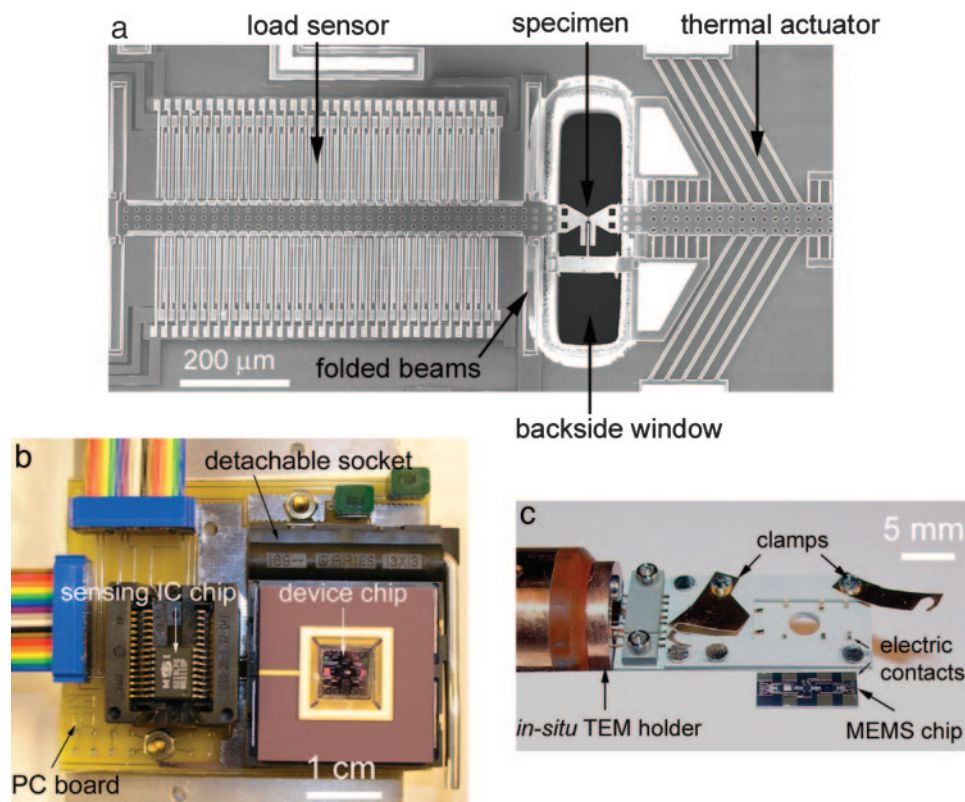 a
load sensor
specimen
thermal actuator
200 μm
folded beams
backside window
b
detachable socket
13X13
sensing IC chip
device chip
PC board
1 cm
c
5 mm
clamps
electric
contacts
in-situ TEM holder
MEMS chip